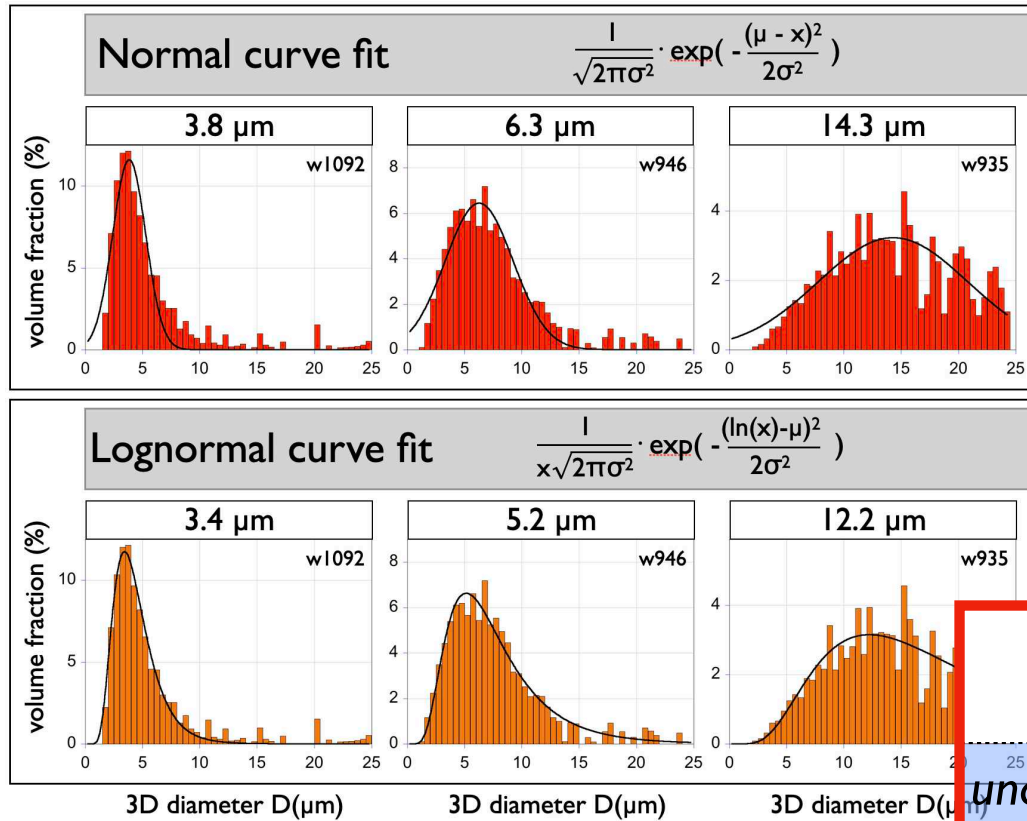 Normal curve fit
1
√2πσ² · exp( - (μ - x)² / 2σ² )
3.8 μm
6.3 μm
14.3 μm
volume fraction (%)
w1092
w946
w935
10
5
0
8
6
4
2
0
4
2
0
0 5 10 15 20 25
0 5 10 15 20 25
0 5 10 15 20 25
Lognormal curve fit
1
x√2πσ² · exp( - (ln(x)-μ)² / 2σ² )
3.4 μm
5.2 μm
12.2 μm
volume fraction (%)
w1092
w946
w935
10
5
0
8
6
4
2
0
4
2
0
0 5 10 15 20 25
0 5 10 15 20 25
0 5 10 15 20 25
3D diameter D(μm)
3D diameter D(μm)
3D diameter D(μm)